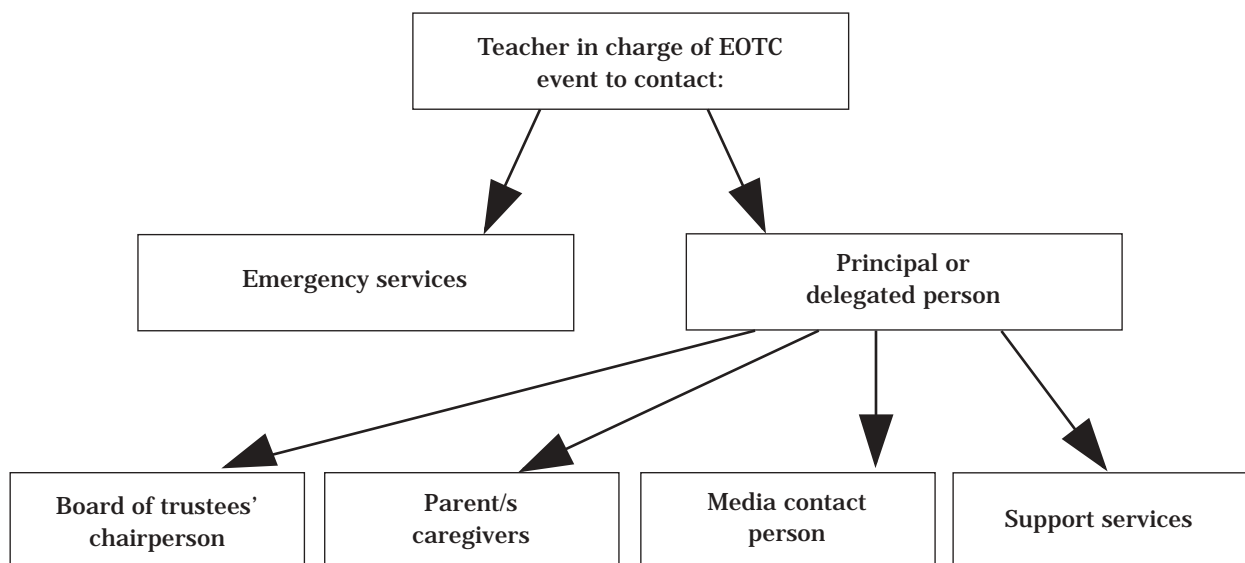 Teacher in charge of EOTC
event to contact:
Emergency services
Principal or
delegated person
Board of trustees’
chairperson
Parent/s
caregivers
Media contact
person
Support services